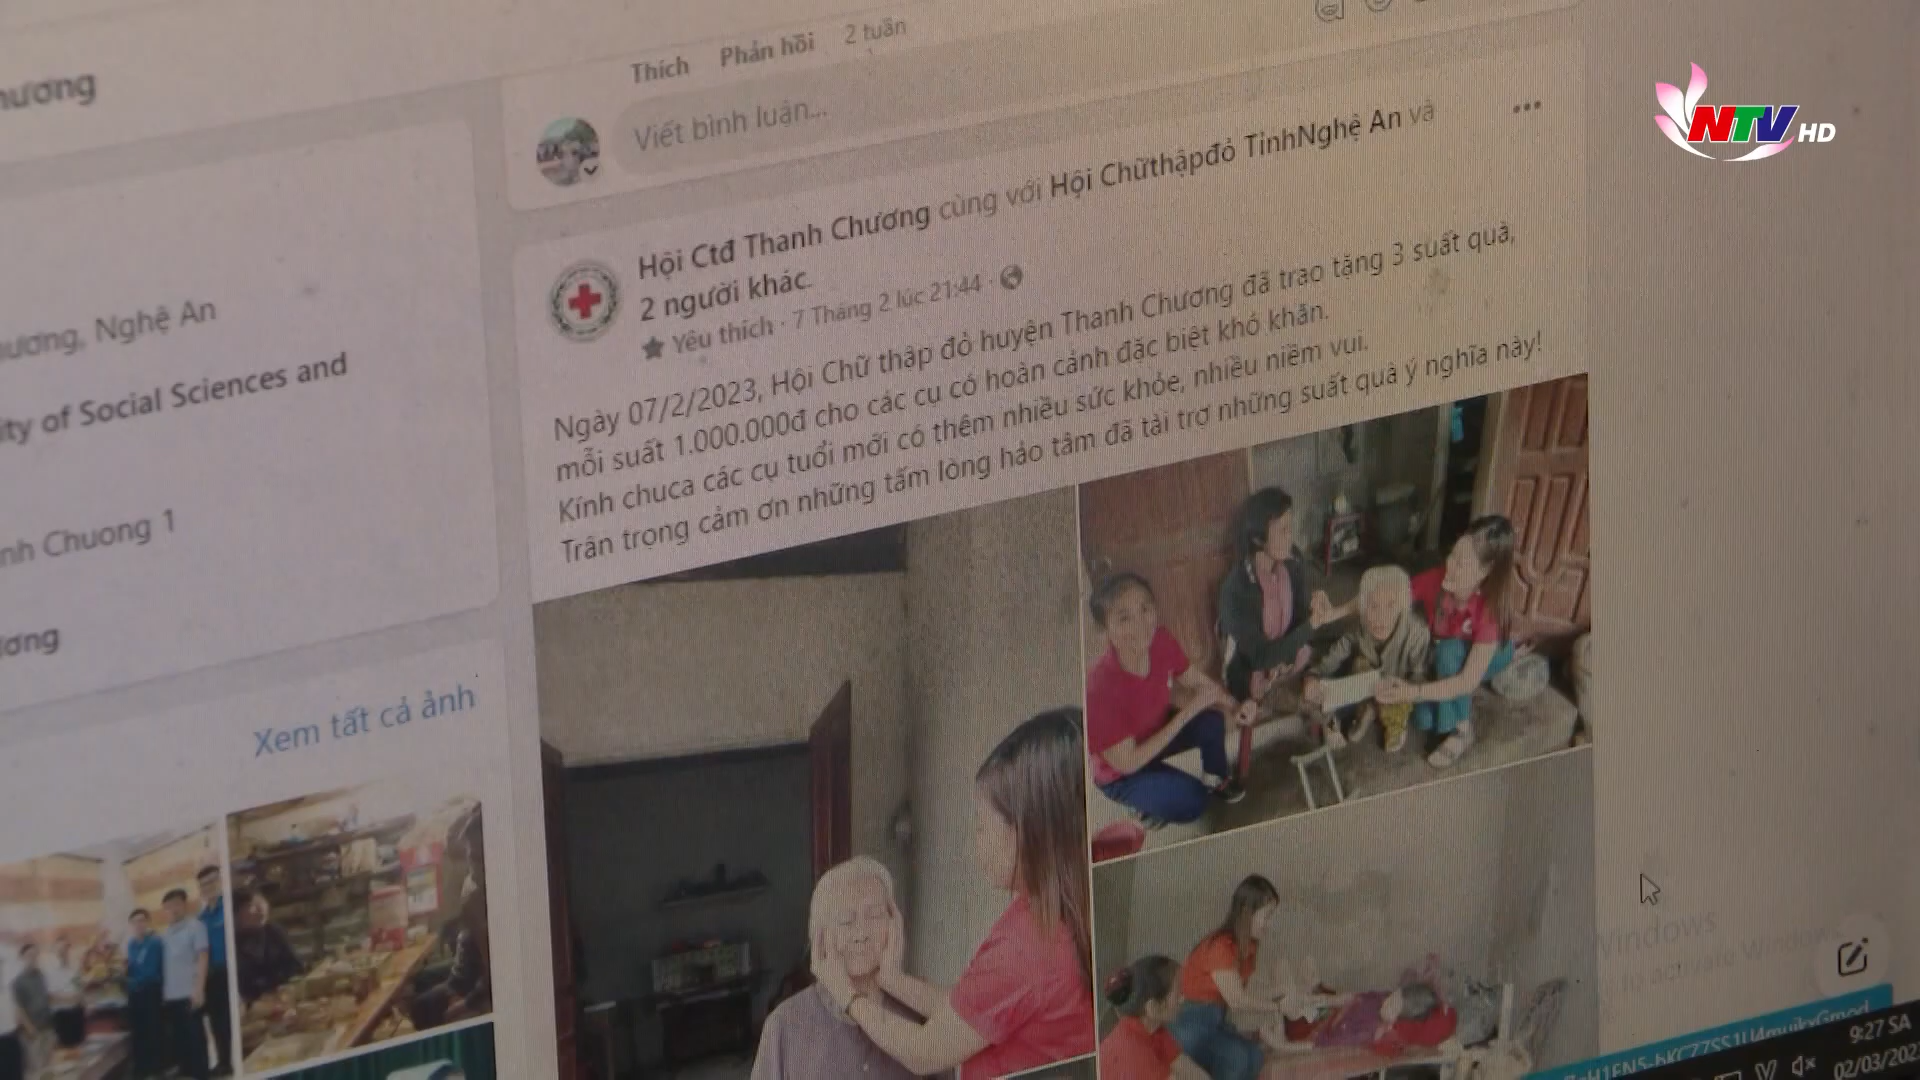 Thích Phản hồi 2 tuần
Viết bình luận...
Hội Ctđ Thanh Chương cùng với Hội Chữthậpđỏ TỉnhNghệ An và
2 người khác.
Yêu thích · 7 Tháng 2 lúc 21:44 ·
Ngày 07/2/2023, Hội Chữ thập đỏ huyện Thanh Chương đã trao tặng 3 suất quà,
mỗi suất 1.000.000đ cho các cụ có hoàn cảnh đặc biệt khó khăn.
Kính chuca các cụ tuổi mới có thêm nhiều sức khỏe, nhiều niềm vui.
Trân trọng cảm ơn những tấm lòng hảo tâm đã tài trợ những suất quà ý nghĩa này!
ương, Nghệ An
ity of Social Sciences and
nh Chuong 1
ương
Xem tất cả ảnh
NTV HD
Windows
activate Windows
9:27 SA
02/03/202